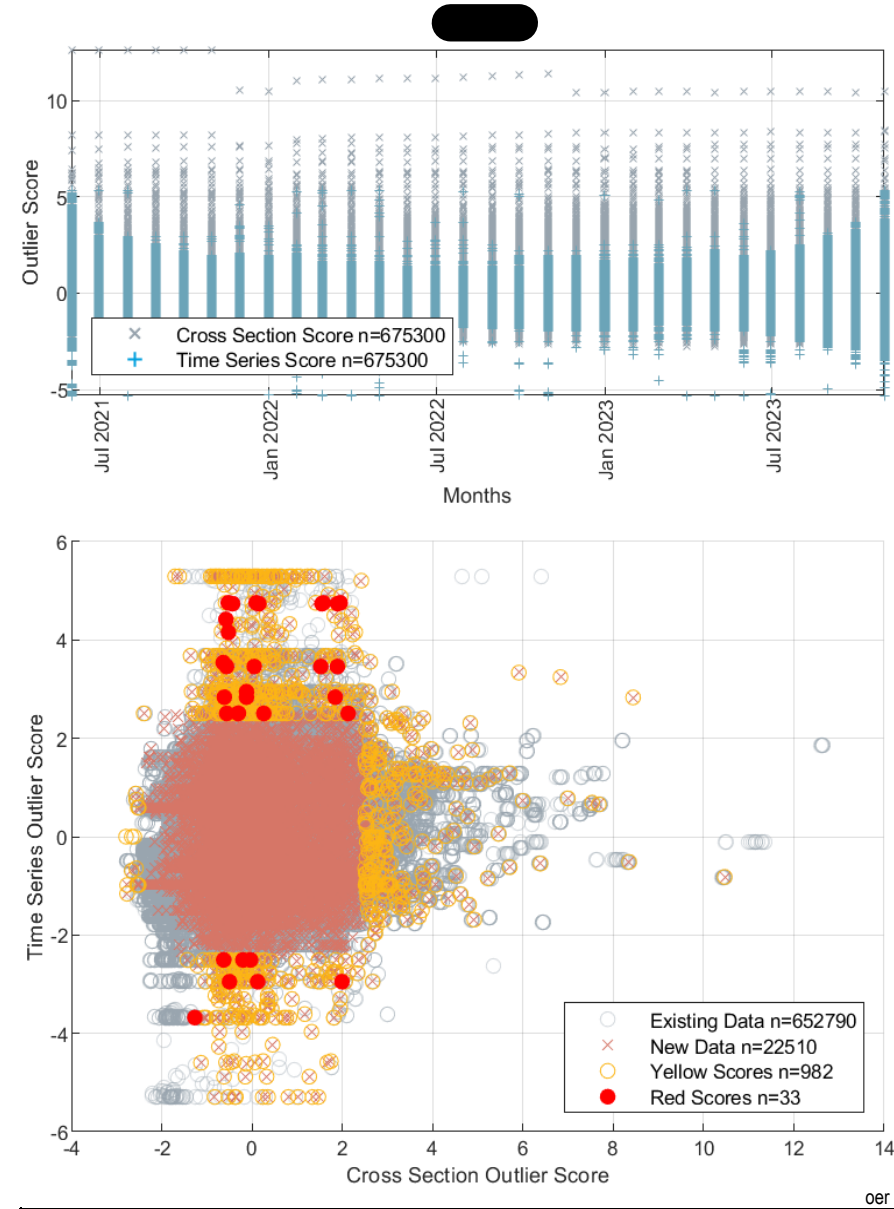 10
5
0
-5
Outlier Score
Cross Section Score n=675300
Time Series Score n=675300
Jul 2021
Jan 2022
Jul 2022
Jan 2023
Jul 2023
Months
6
4
2
0
-2
-4
-6
Time Series Outlier Score
Existing Data n=652790
New Data n=22510
Yellow Scores n=982
Red Scores n=33
-4 -2 0 2 4 6 8 10 12 14
Cross Section Outlier Score
oer